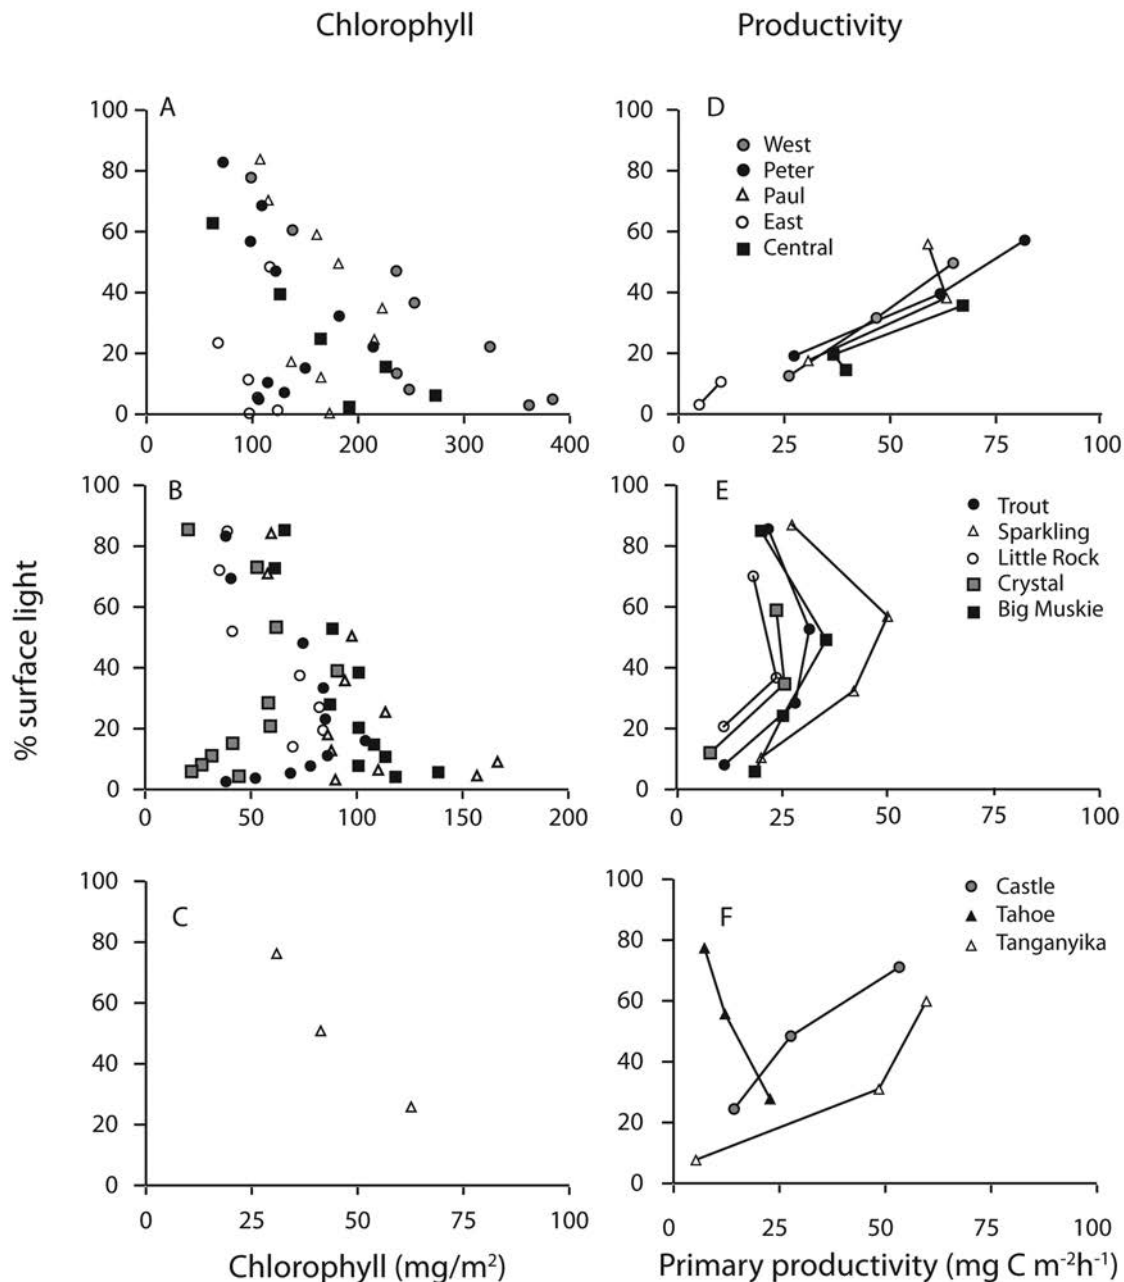 Chlorophyll
Productivity
A
100
80
60
40
20
0
0 100 200 300 400
D
100
80
60
40
20
0
0 25 50 75 100
West
Peter
Paul
East
Central
B
100
80
60
40
20
0
0 50 100 150 200
E
100
80
60
40
20
0
0 25 50 75 100
Trout
Sparkling
Little Rock
Crystal
Big Muskie
% surface light
C
100
80
60
40
20
0
0 25 50 75 100
Chlorophyll (mg/m²)
F
100
80
60
40
20
0
0 25 50 75 100
Castle
Tahoe
Tanganyika
Primary productivity (mg C m⁻²h⁻¹)